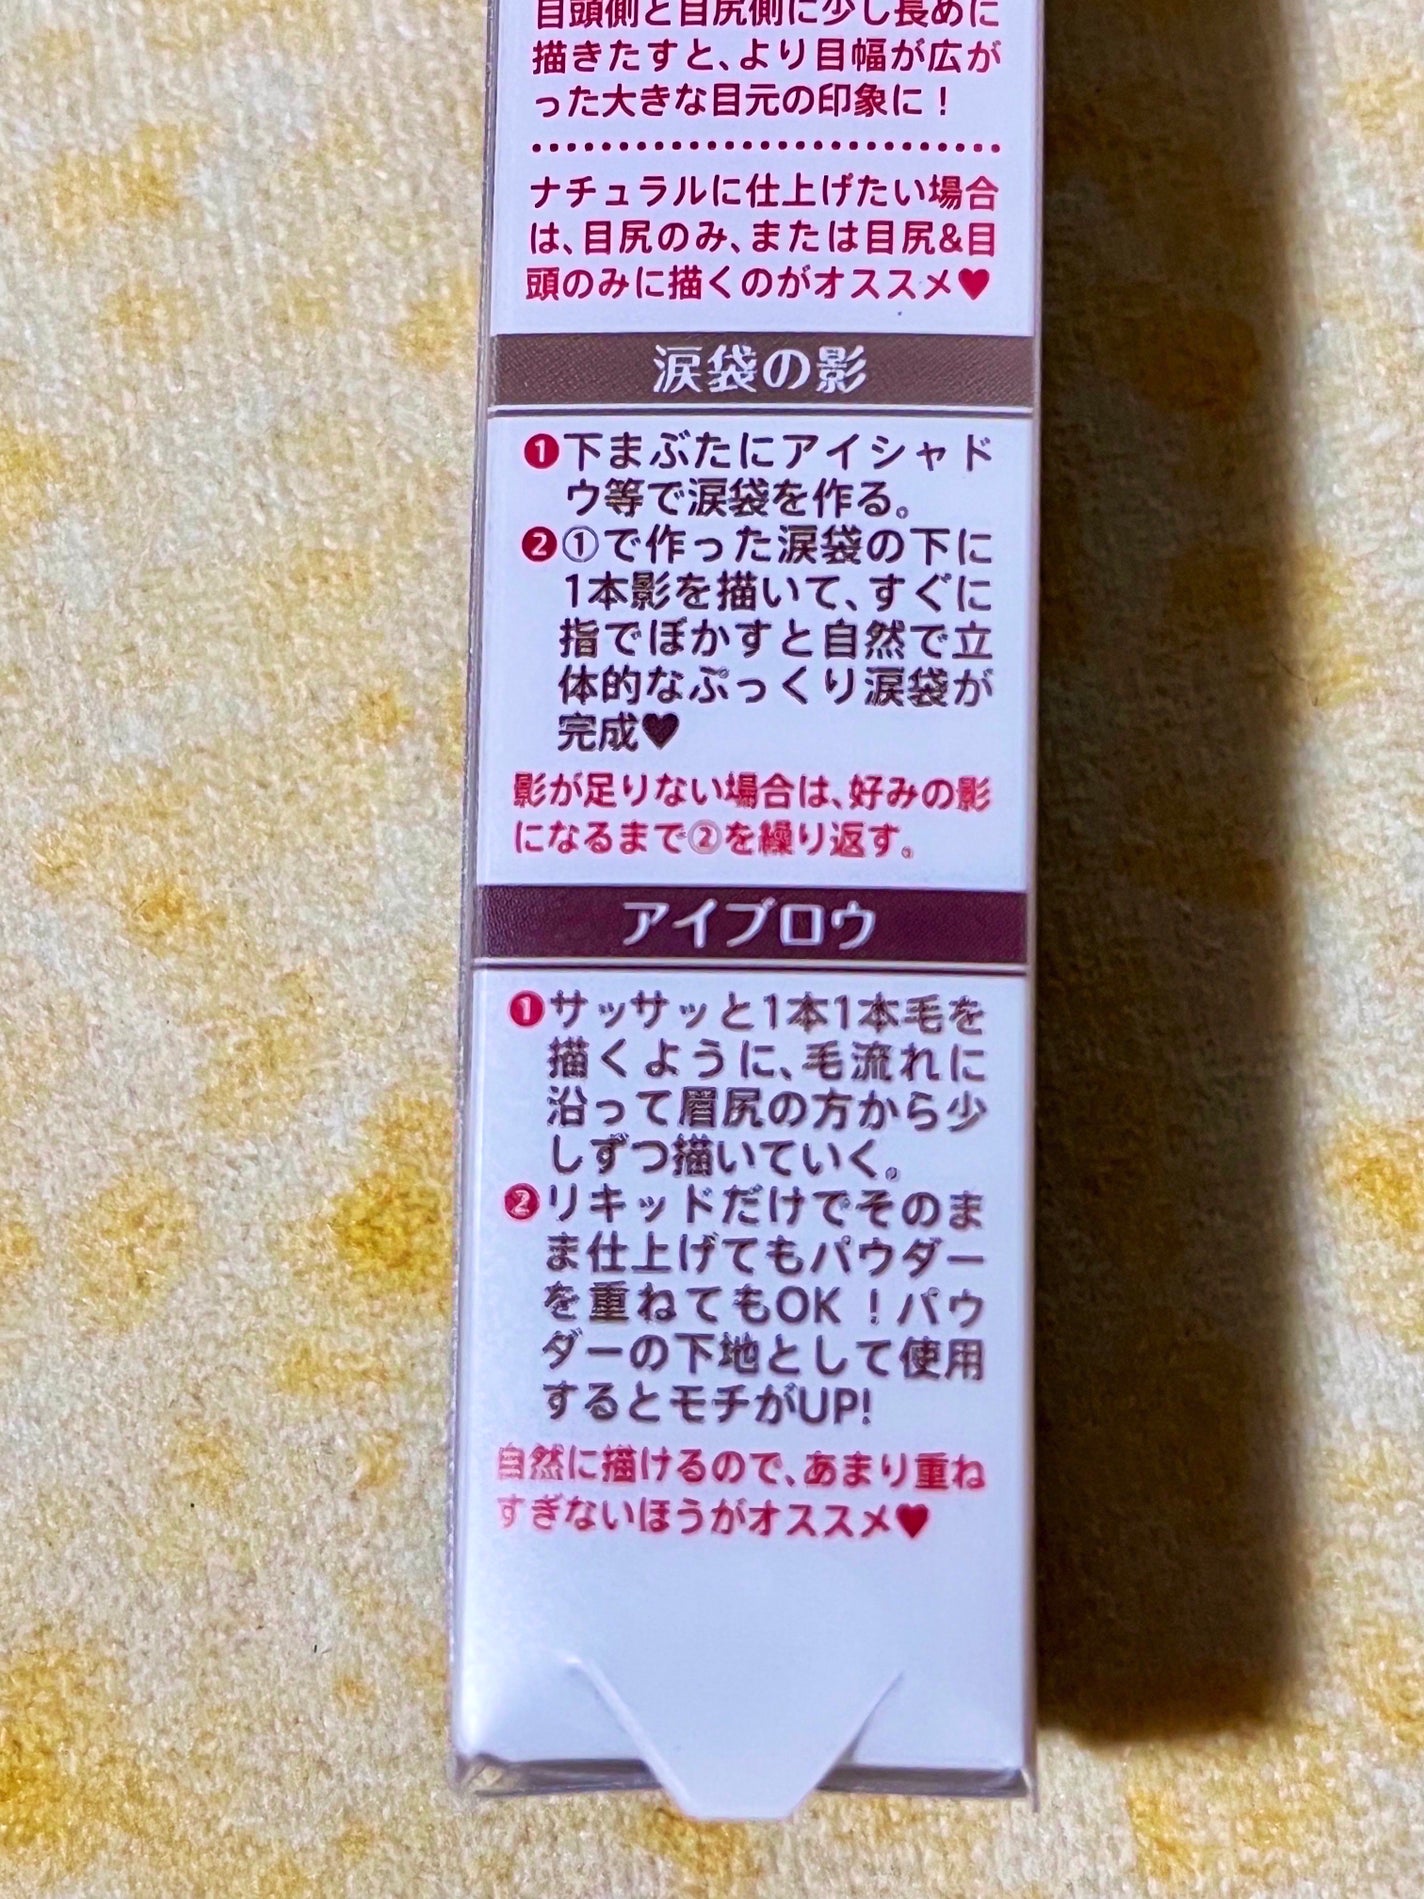 目頭側と目尻側に少し長めに
描きたすと、より目幅が広が
った大きな目元の印象に!
ナチュラルに仕上げたい場合
は、目尻のみ、または目尻&目
頭のみに描くのがオススメ♥
涙袋の影
❶下まぶたにアイシャド
ウ等で涙袋を作る。
❷①で作った涙袋の下に
1本影を描いて、すぐに
指でぼかすと自然で立
体的なぷっくり涙袋が
完成♥
影が足りない場合は、好みの影
になるまで②を繰り返す。
アイブロウ
❶サッサッと1本1本毛を
描くように、毛流れに
沿って眉尻の方から少
しずつ描いていく。
❷リキッドだけでそのま
ま仕上げてもパウダー
を重ねてもOK!パウ
ダーの下地として使用
するとモチがUP!
自然に描けるので、あまり重ね
すぎないほうがオススメ♥